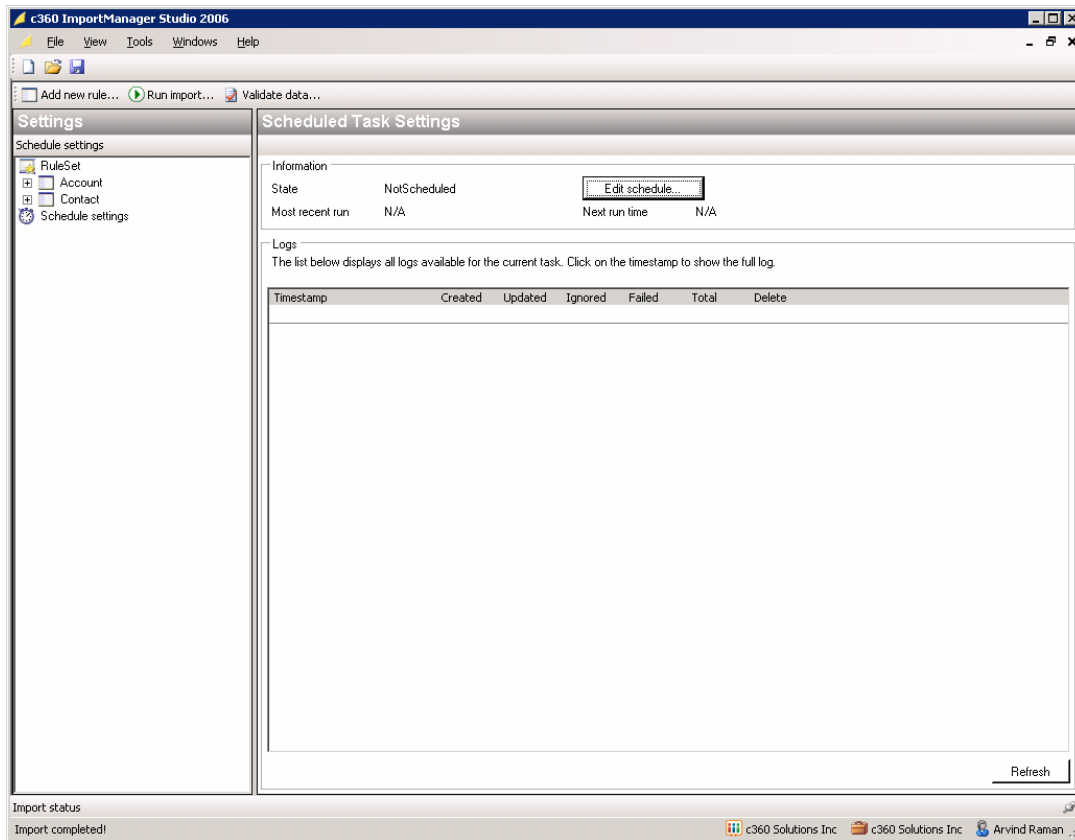 c360 ImportManager Studio 2006
File View Tools Windows Help
Add new rule... Run import... Validate data...
Settings
Schedule settings
RuleSet
Account
Contact
Schedule settings
Scheduled Task Settings
Information
State NotScheduled Edit schedule...
Most recent run N/A Next run time N/A
Logs
The list below displays all logs available for the current task. Click on the timestamp to show the full log.
Timestamp Created Updated Ignored Failed Total Delete
Refresh
Import status
Import completed! c360 Solutions Inc c360 Solutions Inc Arvind Raman